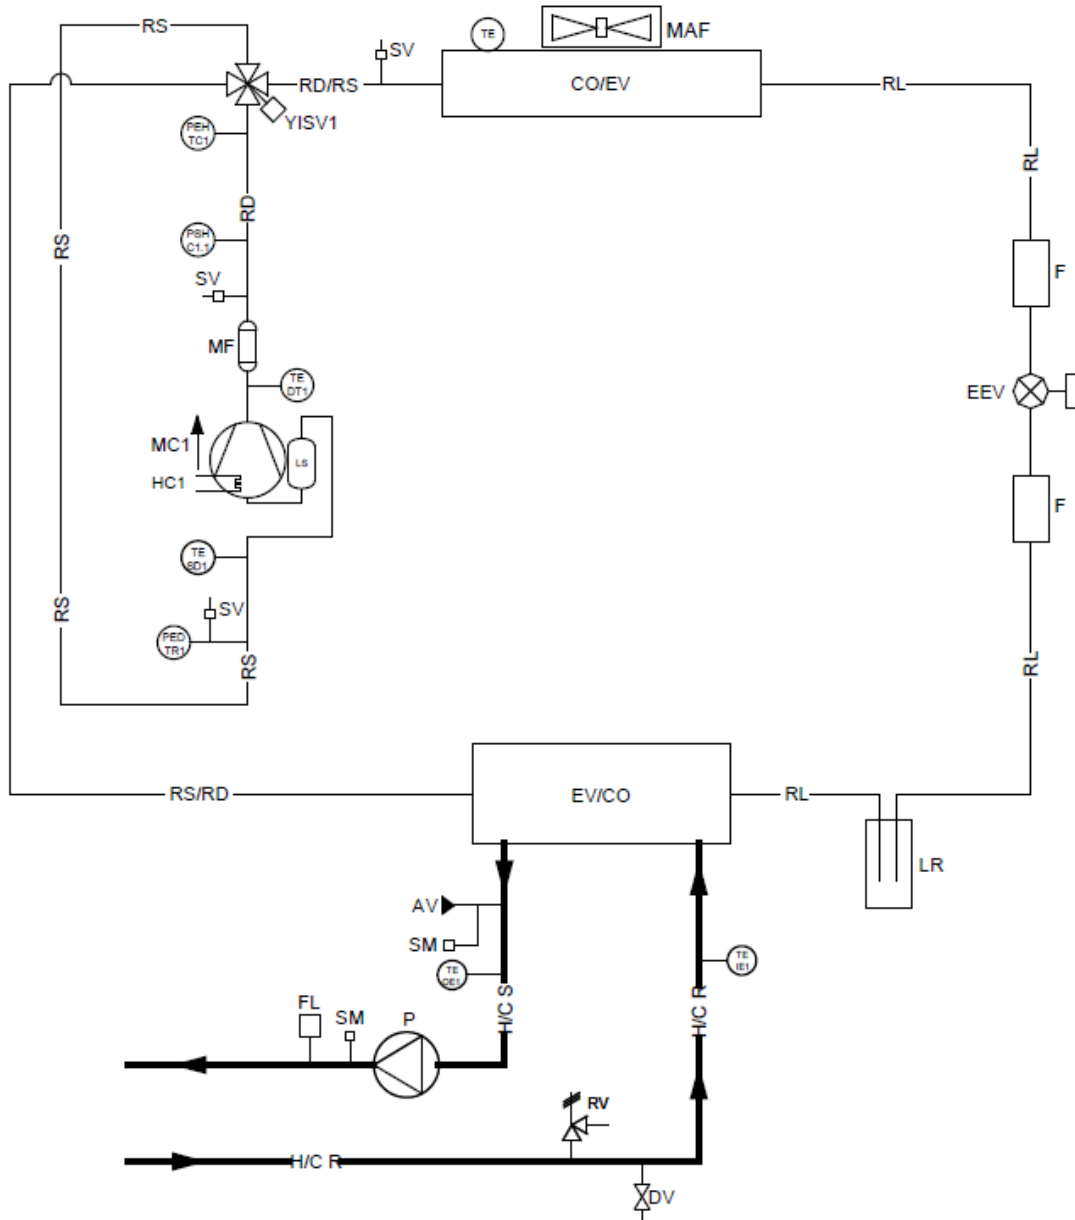 RS
TE
MAF
SV
RD/RS
CO/EV
RL
YISV1
PEH
TC1
RL
RD
PSH
C1.1
RS
SV
F
MF
TE
DT1
EEV
MC1
LS
HC1
F
TE
SD1
RS
SV
PED
TR1
RS
RL
RS/RD
EV/CO
RL
LR
AV
SM
TE
OE1
TE
IE1
H/C S
H/C R
FL
SM
P
RV
H/C R
DV